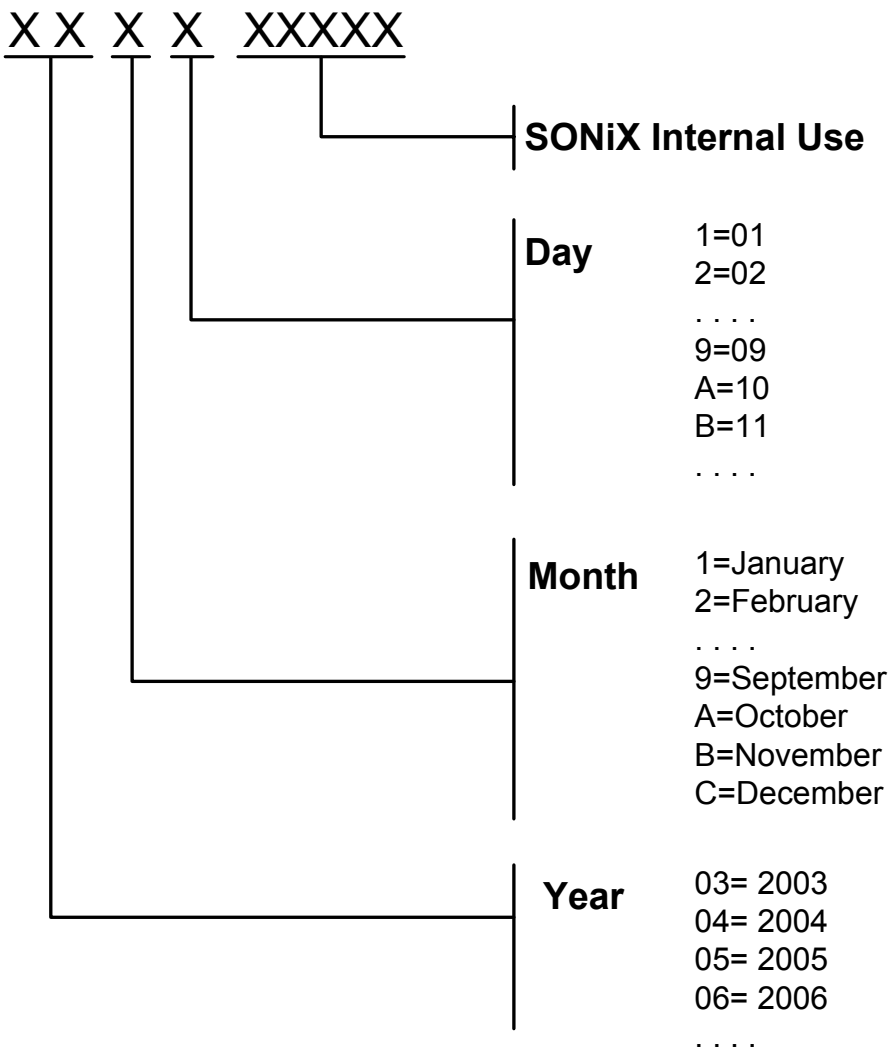 X X X X XXXXX
SONiX Internal Use
Day
1=01
2=02
. . . .
9=09
A=10
B=11
. . . .
Month
1=January
2=February
. . . .
9=September
A=October
B=November
C=December
Year
03= 2003
04= 2004
05= 2005
06= 2006
. . . .